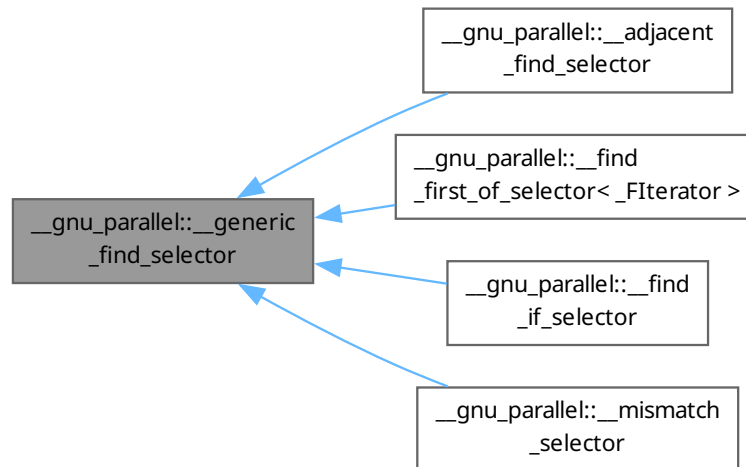 __gnu_parallel::__adjacent
_find_selector
__gnu_parallel::__find
_first_of_selector< _FIterator >
__gnu_parallel::__generic
_find_selector
__gnu_parallel::__find
_if_selector
__gnu_parallel::__mismatch
_selector